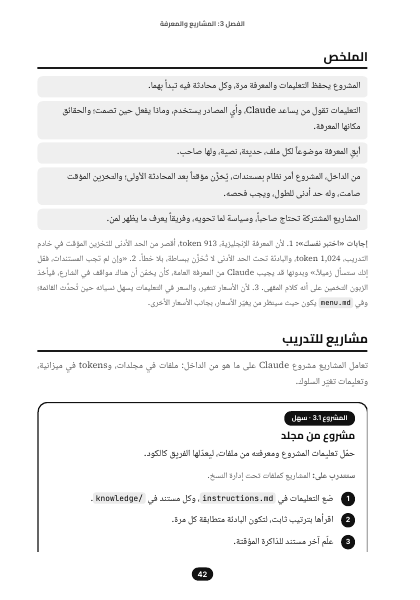 الفصل 3: المشاريع والمعرفة
الملخص
المشروع يحفظ التعليمات والمعرفة مرة، وكل محادثة فيه تبدأ بهما.
التعليمات تقول من يساعد Claude، وأي المصادر يستخدم، وماذا يفعل حين تصمت؛ والحقائق
مكانها المعرفة.
أبقِ المعرفة موضوعاً لكل ملف، حديثة، نصية، ولها صاحب.
من الداخل، المشروع أمر نظام بمستندات، يُخزَّن مؤقتاً بعد المحادثة الأولى؛ والتخزين المؤقت
صامت، وله حد أدنى للطول، ويجب فحصه.
المشاريع المشتركة تحتاج صاحباً، وسياسة لما تحويه، وفريقاً يعرف ما يظهر لمن.
إجابات «اختبر نفسك»: 1. لأن المعرفة الإنجليزية، 913 token، أقصر من الحد الأدنى للتخزين المؤقت في خادم
التدريب، 1,024 token، والبادئة تحت الحد الأدنى لا تُخزَّن ببساطة، بلا خطأ. 2. «وإن لم تجب المستندات، فقل
إنك ستسأل زميلاً.» وبدونها قد يجيب Claude من المعرفة العامة، كأن يخمّن أن هناك مواقف في الشارع، فيأخذ
الزبون التخمين على أنه كلام المقهى. 3. لأن الأسعار تتغير، والسعر في التعليمات يسهل نسيانه حين تُحدَّث القائمة؛
وفي menu.md يكون حيث سينظر من يغيّر الأسعار، بجانب الأسعار الأخرى.
مشاريع للتدريب
تعامل المشاريع مشروع Claude على ما هو من الداخل: ملفات في مجلدات، وtokens في ميزانية،
وتعليمات تغيّر السلوك.
المشروع 3.1 · سهل
مشروع من مجلد
حمّل تعليمات المشروع ومعرفته من ملفات، ليعدّلها الفريق كالكود.
ستتدرب على: المشاريع كملفات تحت إدارة النسخ.
1 ضع التعليمات في instructions.md، وكل مستند في knowledge/.
2 اقرأها بترتيب ثابت، لتكون البادئة متطابقة كل مرة.
3 علّم آخر مستند للذاكرة المؤقتة.
42